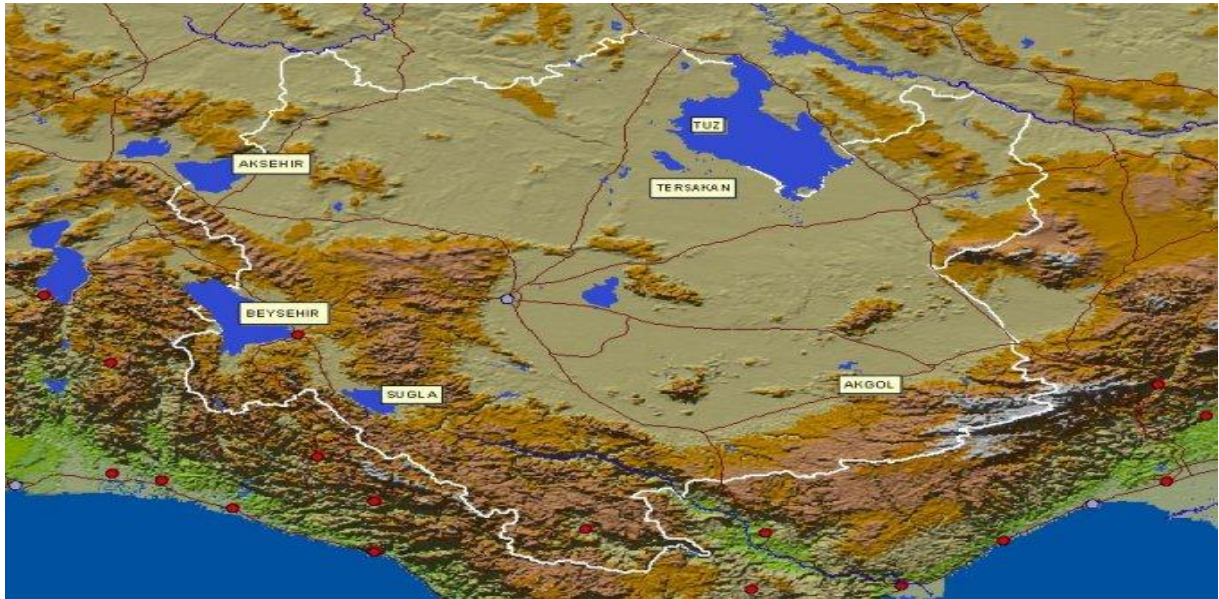 TUZ
AKSEHIR
TERSAKAN
BEYSEHIR
AKGOL
SUGLA